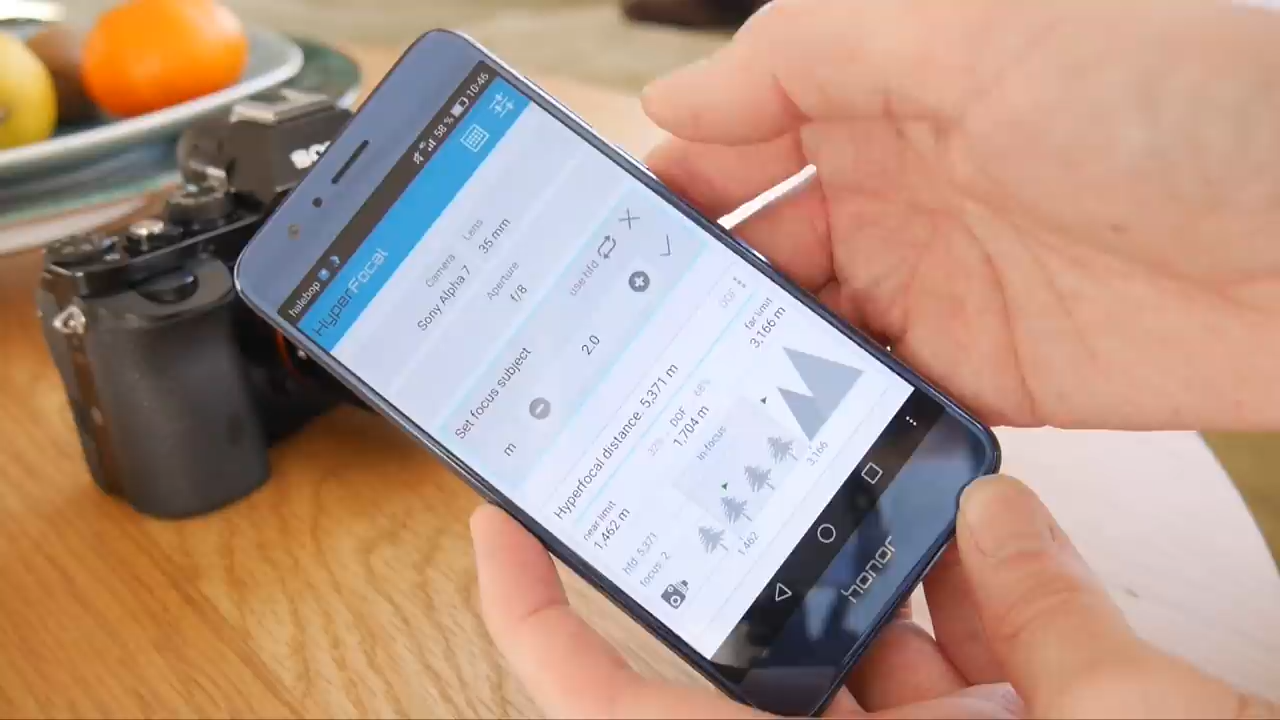 halebop 58 % 10:46
HyperFocal
Camera Lens
Sony Alpha 7 35 mm
Aperture
f/8
Set focus subject use hfd
m 2.0
Hyperfocal distance: 5,371 m DOF
near limit 32% DOF 68% far limit
1,462 m 1,704 m 3,166 m
hfd: 5,371 In focus
focus: 2
1,462 3,166
honor